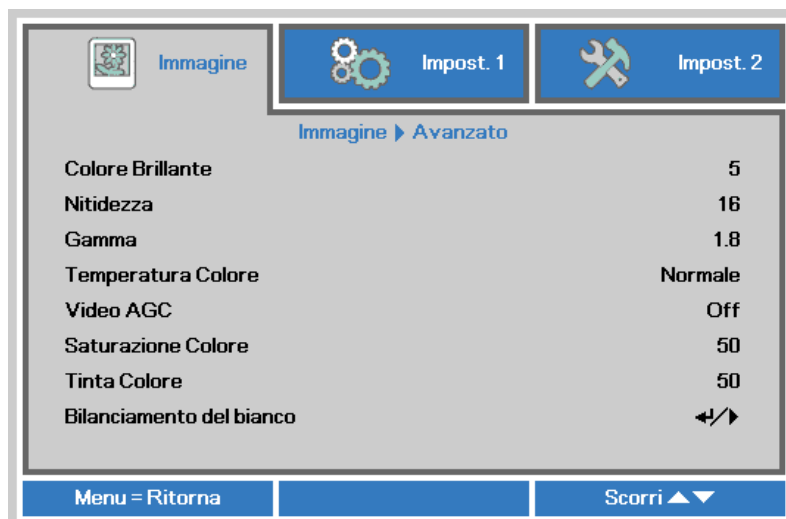 Immagine Impost. 1 Impost. 2
Immagine Avanzato
Colore Brillante 5
Nitidezza 16
Gamma 1.8
Temperatura Colore Normale
Video AGC Off
Saturazione Colore 50
Tinta Colore 50
Bilanciamento del bianco ↵/▶
Menu = Ritorna Scorri ▲▼